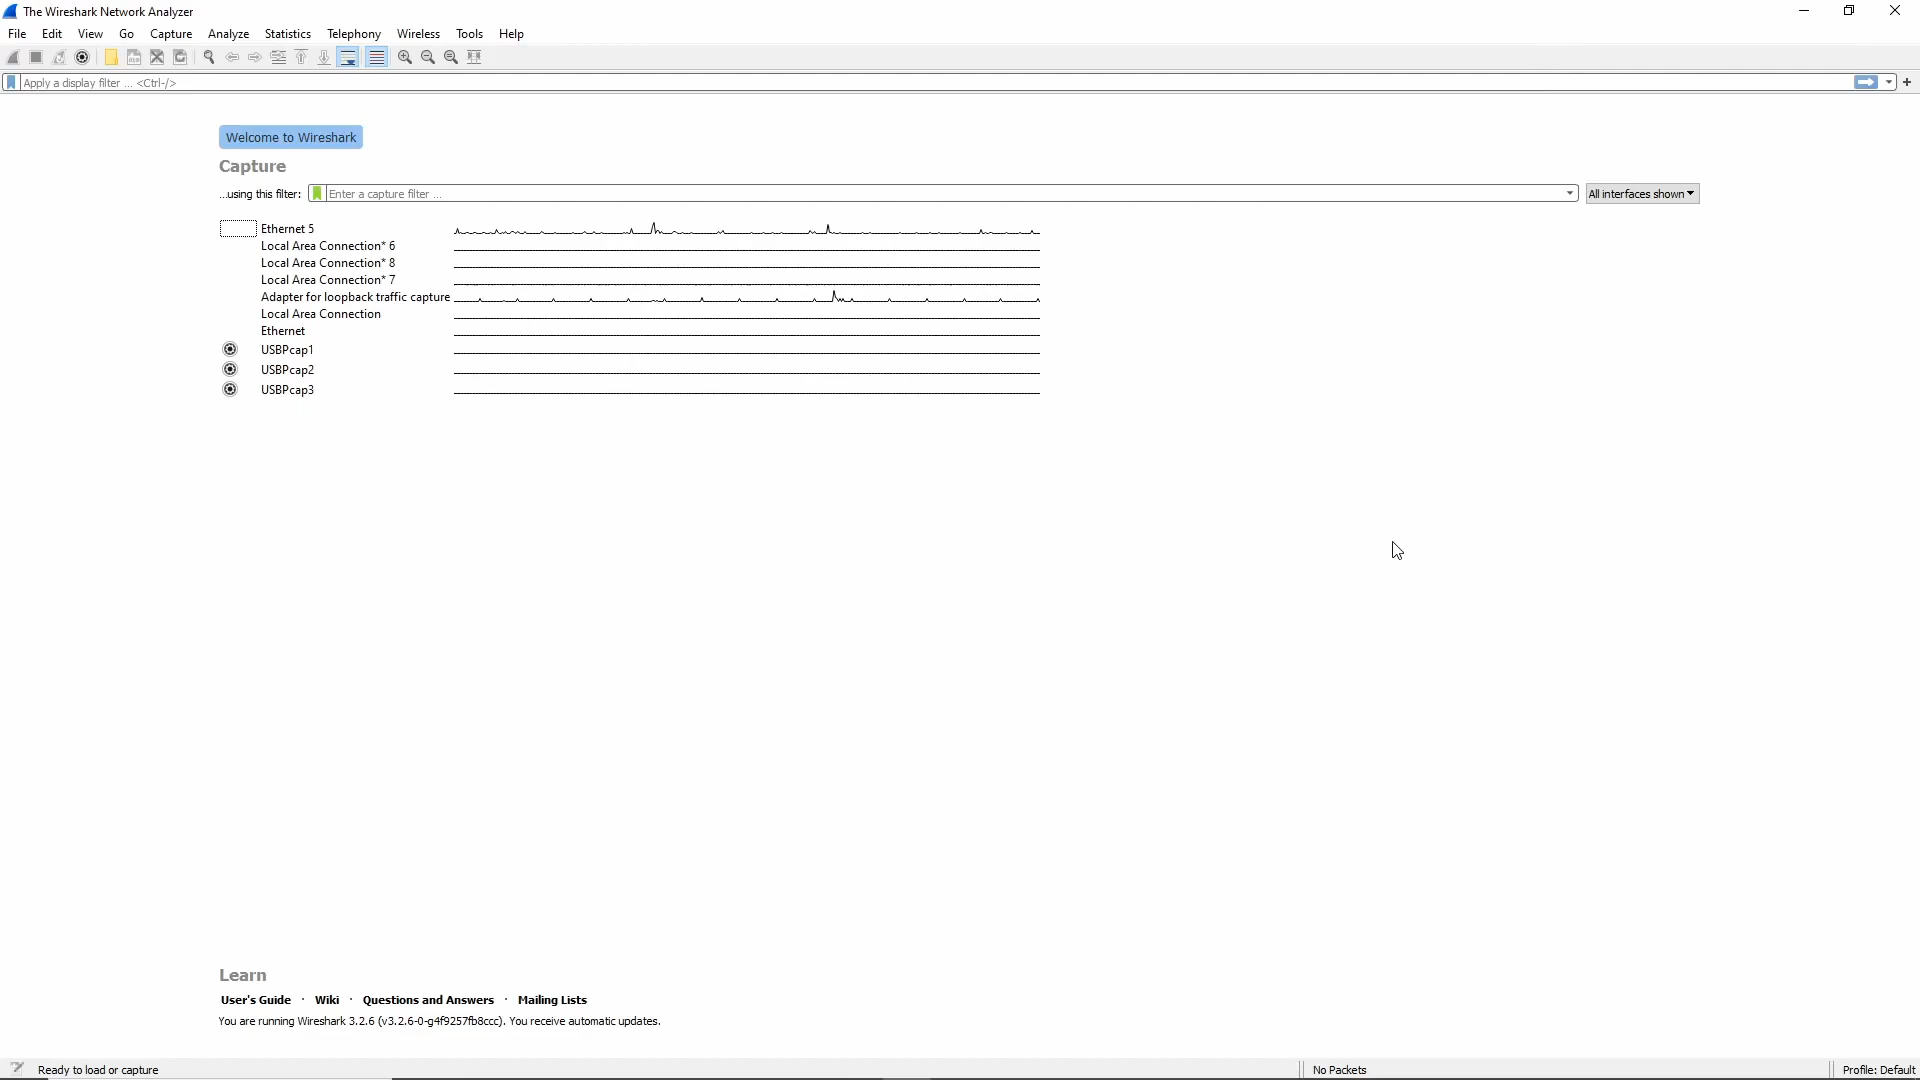 The Wireshark Network Analyzer
File Edit View Go Capture Analyze Statistics Telephony Wireless Tools Help
Apply a display filter ... <Ctrl-/>
Welcome to Wireshark
Capture
...using this filter: Enter a capture filter ... All interfaces shown
Ethernet 5
Local Area Connection* 6
Local Area Connection* 8
Local Area Connection* 7
Adapter for loopback traffic capture
Local Area Connection
Ethernet
USBPcap1
USBPcap2
USBPcap3
Learn
User's Guide · Wiki · Questions and Answers · Mailing Lists
You are running Wireshark 3.2.6 (v3.2.6-0-g4f9257fb8ccc). You receive automatic updates.
Ready to load or capture No Packets Profile: Default